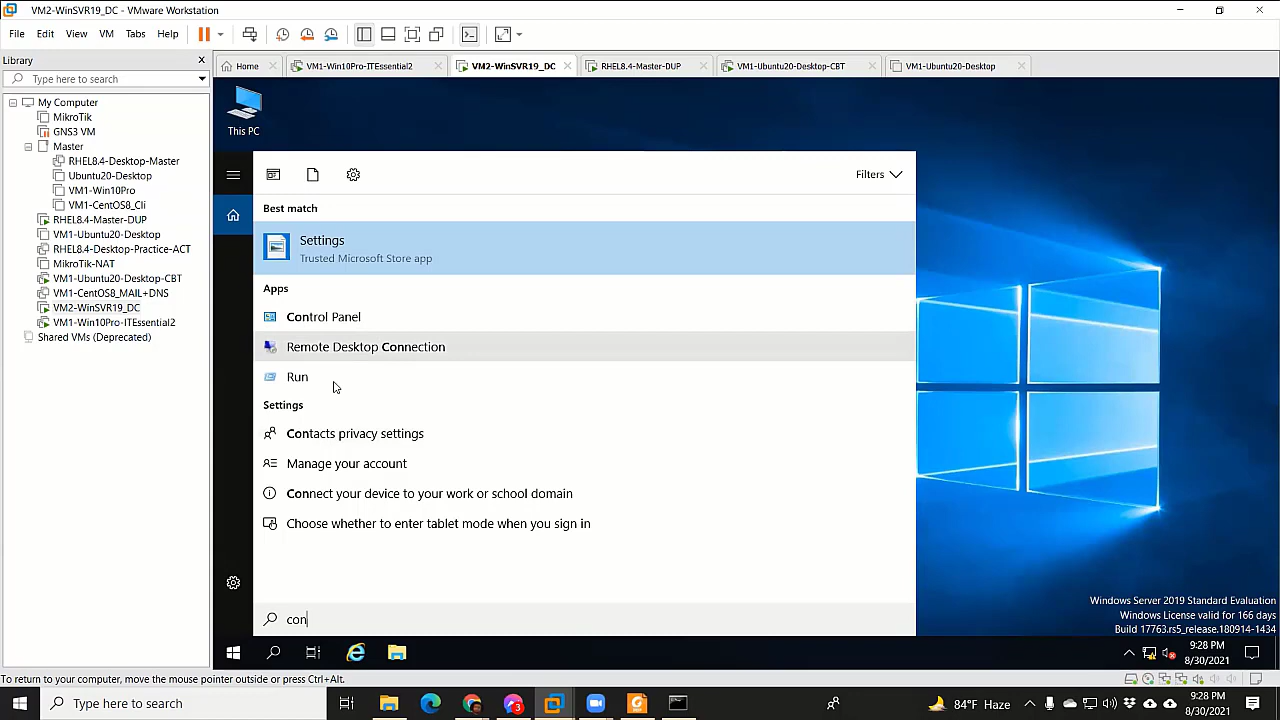 VM2-WinSVR19_DC - VMware Workstation
File Edit View VM Tabs Help
Library
Type here to search
My Computer
MikroTik
GNS3 VM
Master
RHEL8.4-Desktop-Master
Ubuntu20-Desktop
VM1-Win10Pro
VM1-CentOS8_Cli
RHEL8.4-Master-DUP
VM1-Ubuntu20-Desktop
RHEL8.4-Desktop-Practice-ACT
MikroTik-NAT
VM1-Ubuntu20-Desktop-CBT
VM1-CentOS8_MAIL+DNS
VM2-WinSVR19_DC
VM1-Win10Pro-ITEssential2
Shared VMs (Deprecated)
Home VM1-Win10Pro-ITEssential2 VM2-WinSVR19_DC RHEL8.4-Master-DUP VM1-Ubuntu20-Desktop-CBT VM1-Ubuntu20-Desktop
This PC
Filters
Best match
Settings
Trusted Microsoft Store app
Apps
Control Panel
Remote Desktop Connection
Run
Settings
Contacts privacy settings
Manage your account
Connect your device to your work or school domain
Choose whether to enter tablet mode when you sign in
con
Windows Server 2019 Standard Evaluation
Windows License valid for 166 days
Build 17763.rs5_release.180914-1434
9:28 PM
8/30/2021
To return to your computer, move the mouse pointer outside or press Ctrl+Alt.
Type here to search
3
84°F Haze
9:28 PM
8/30/2021